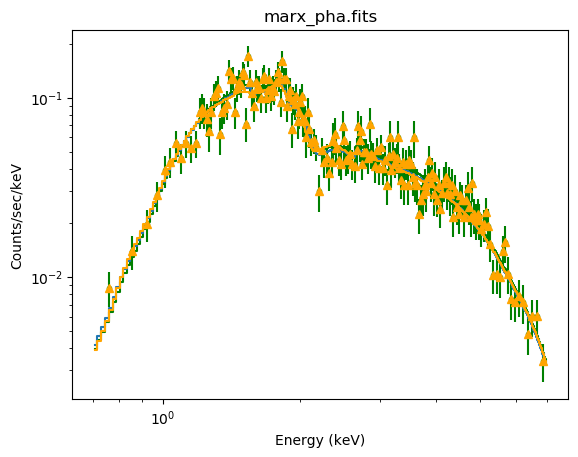 marx_pha.fits
Counts/sec/keV
10⁻¹
10⁻²
10⁰
Energy (keV)